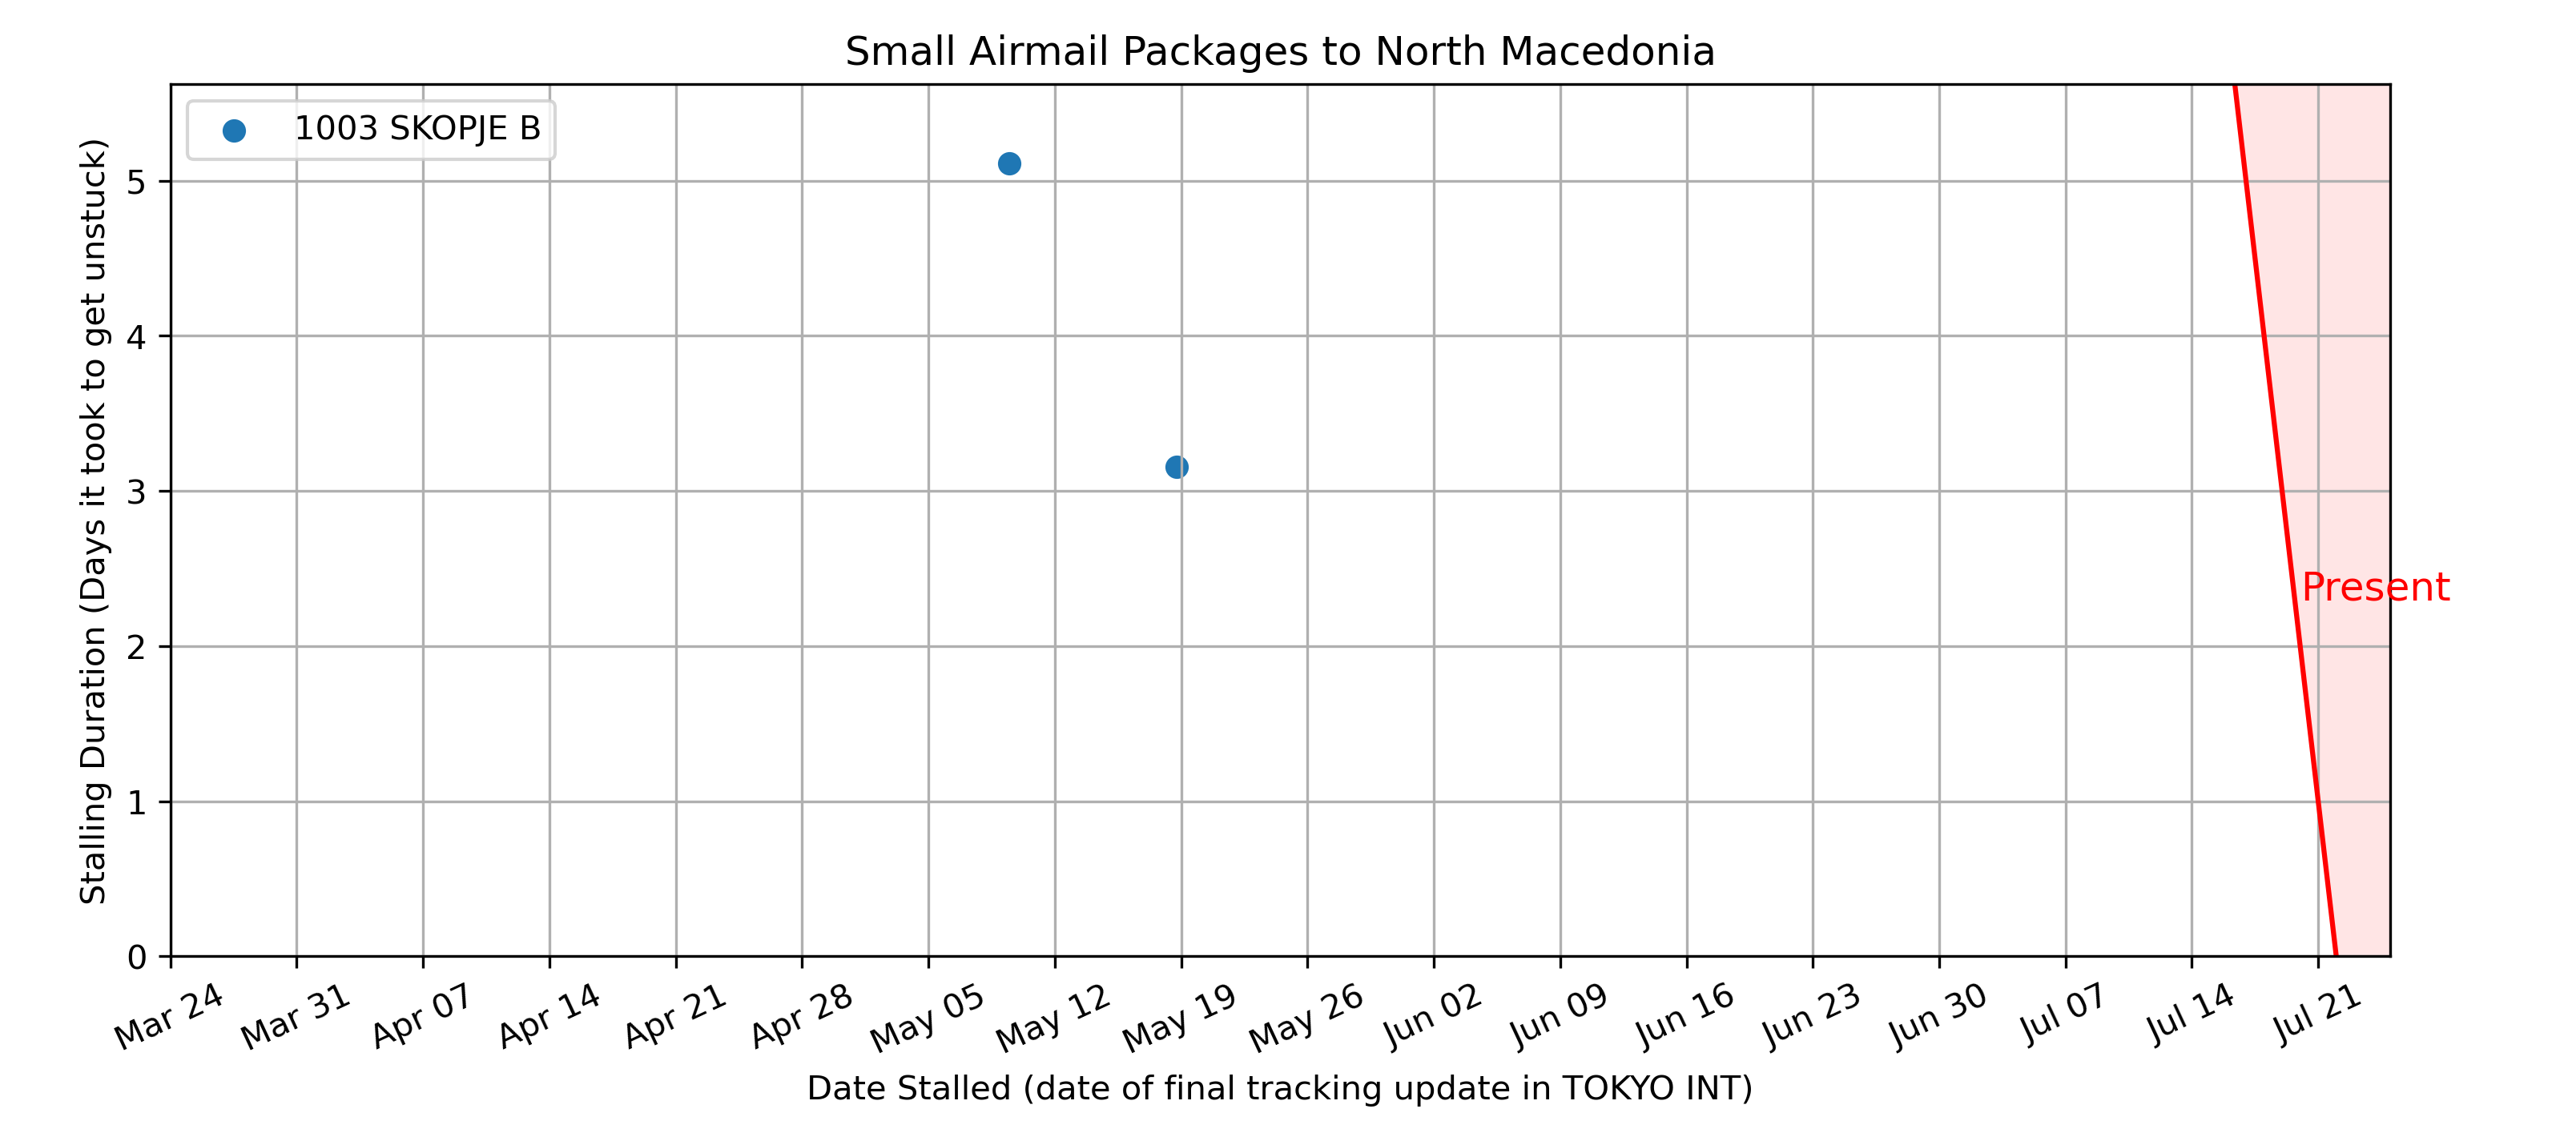 Small Airmail Packages to North Macedonia
1003 SKOPJE B
Stalling Duration (Days it took to get unstuck)
5
4
3
2
1
0
Present
Mar 24
Mar 31
Apr 07
Apr 14
Apr 21
Apr 28
May 05
May 12
May 19
May 26
Jun 02
Jun 09
Jun 16
Jun 23
Jun 30
Jul 07
Jul 14
Jul 21
Date Stalled (date of final tracking update in TOKYO INT)